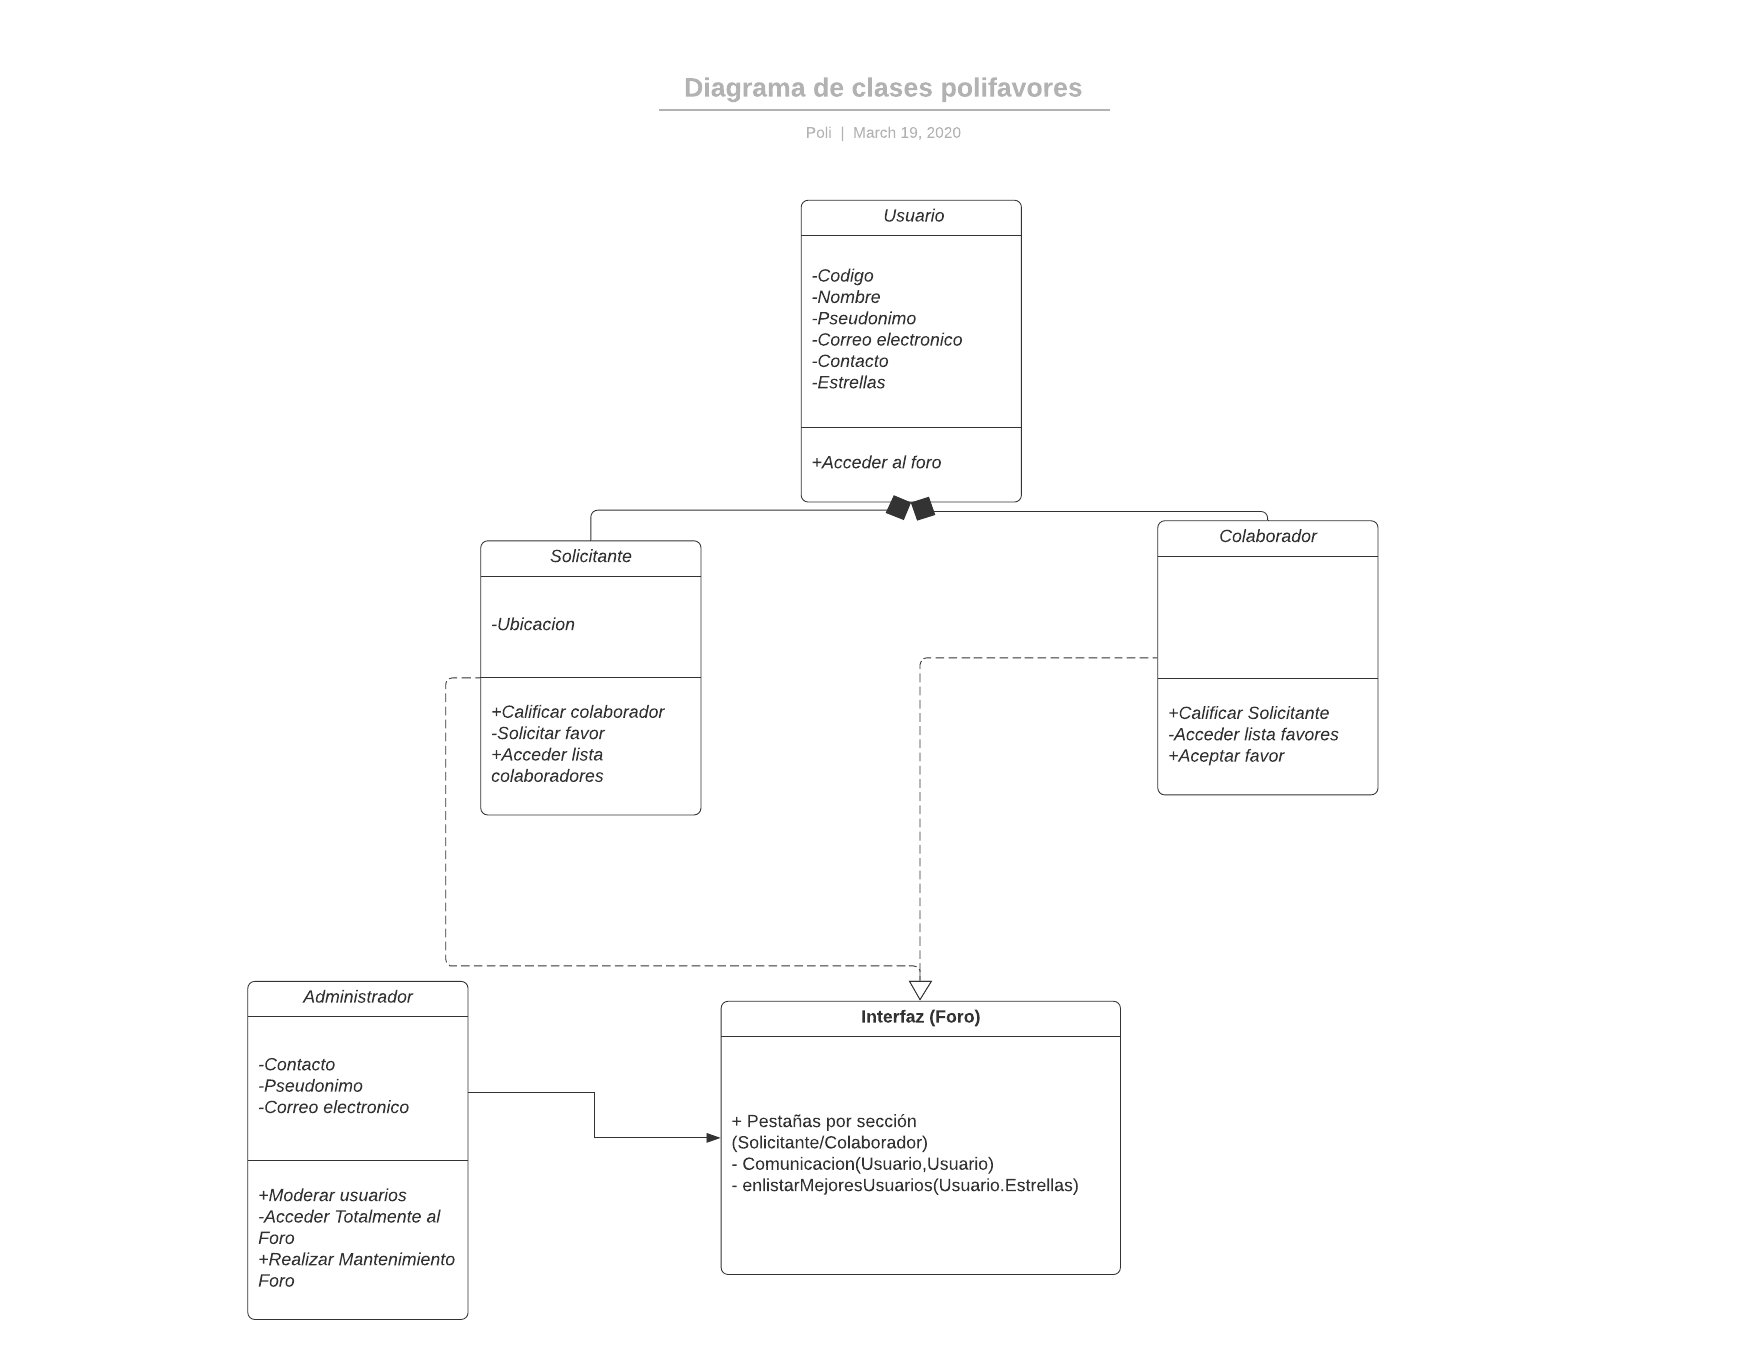 Diagrama de clases polifavores
Poli | March 19, 2020
Usuario
-Codigo
-Nombre
-Pseudonimo
-Correo electronico
-Contacto
-Estrellas
+Acceder al foro
Solicitante
-Ubicacion
+Calificar colaborador
-Solicitar favor
+Acceder lista
colaboradores
Colaborador
+Calificar Solicitante
-Acceder lista favores
+Aceptar favor
Administrador
-Contacto
-Pseudonimo
-Correo electronico
+Moderar usuarios
-Acceder Totalmente al
Foro
+Realizar Mantenimiento
Foro
Interfaz (Foro)
+ Pestañas por sección
(Solicitante/Colaborador)
- Comunicacion(Usuario,Usuario)
- enlistarMejoresUsuarios(Usuario.Estrellas)